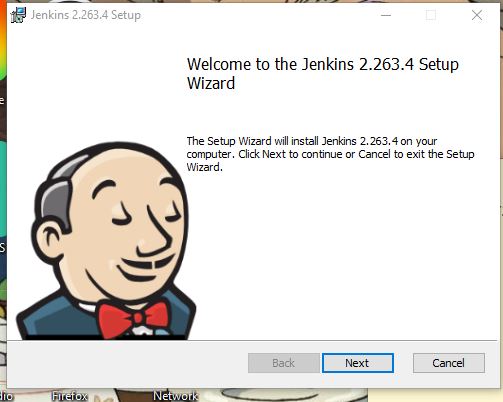 Jenkins 2.263.4 Setup
Welcome to the Jenkins 2.263.4 Setup
Wizard
The Setup Wizard will install Jenkins 2.263.4 on your
computer. Click Next to continue or Cancel to exit the Setup
Wizard.
Back Next Cancel
Firefox Network